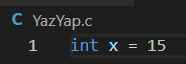 C YazYap.c
1 int x = 15